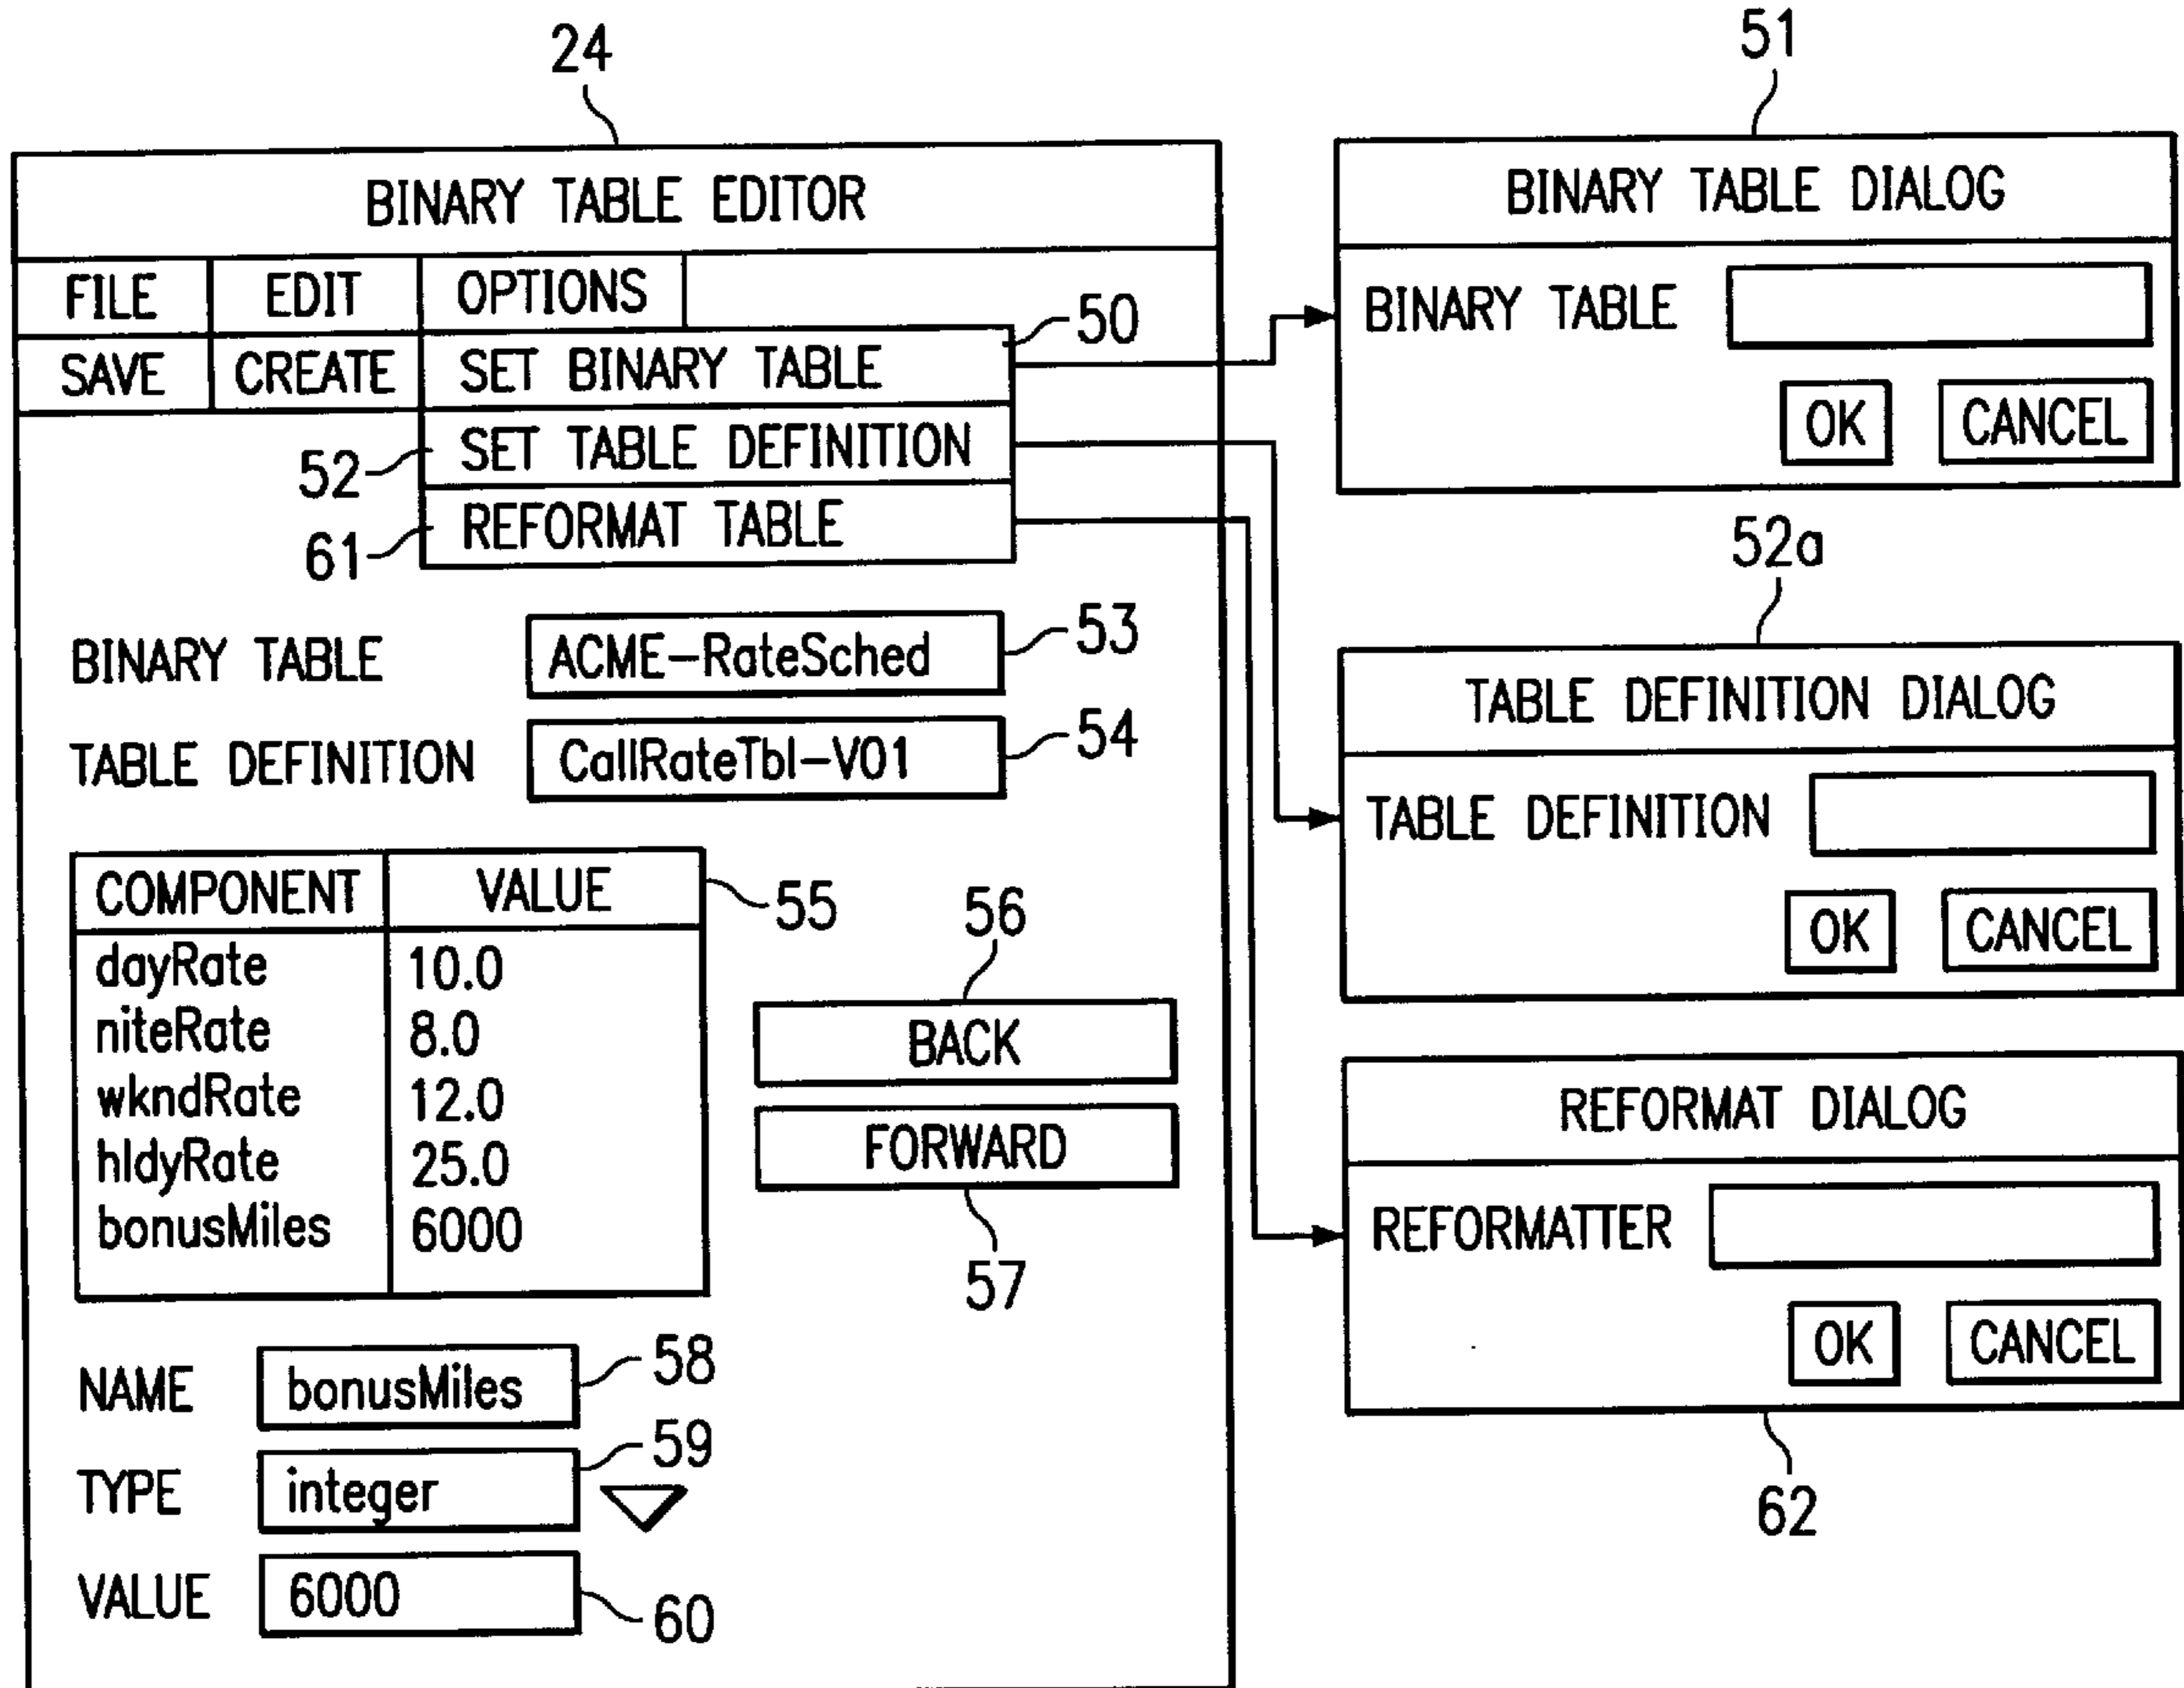 24
BINARY TABLE EDITOR
FILE EDIT OPTIONS
SAVE CREATE SET BINARY TABLE 50
52 SET TABLE DEFINITION
61 REFORMAT TABLE
BINARY TABLE ACME-RateSched 53
TABLE DEFINITION CallRateTbl-V01 54
COMPONENT VALUE 55
dayRate 10.0
niteRate 8.0
wkndRate 12.0
hldyRate 25.0
bonusMiles 6000
56
BACK
FORWARD
57
NAME bonusMiles 58
TYPE integer 59
VALUE 6000 60
51
BINARY TABLE DIALOG
BINARY TABLE
OK CANCEL
52a
TABLE DEFINITION DIALOG
TABLE DEFINITION
OK CANCEL
REFORMAT DIALOG
REFORMATTER
OK CANCEL
62